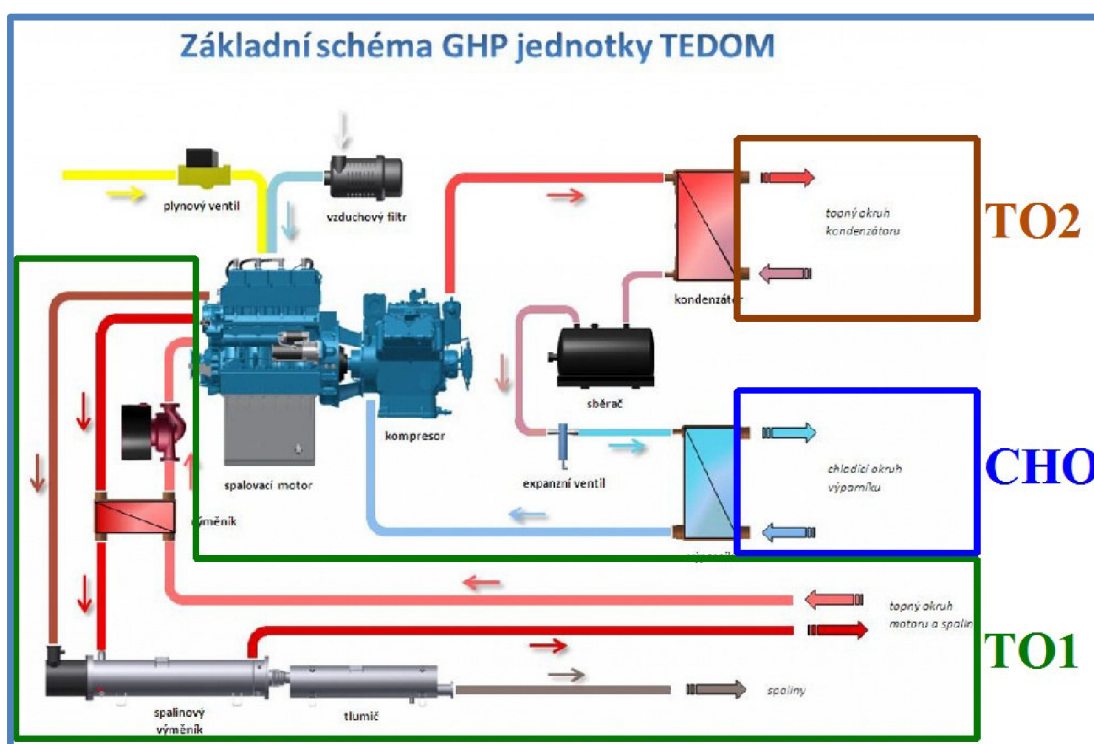 Základní schéma GHP jednotky TEDOM
plynový ventil
vzduchový filtr
topný okruh
kondenzátoru
TO2
kondenzátor
sběrač
kompresor
spalovací motor
expanzní ventil
chladicí okruh
výparníku
CHO
výměník
topný okruh
motoru a spalin
TO1
spalinový
výměník
tlumič
spaliny